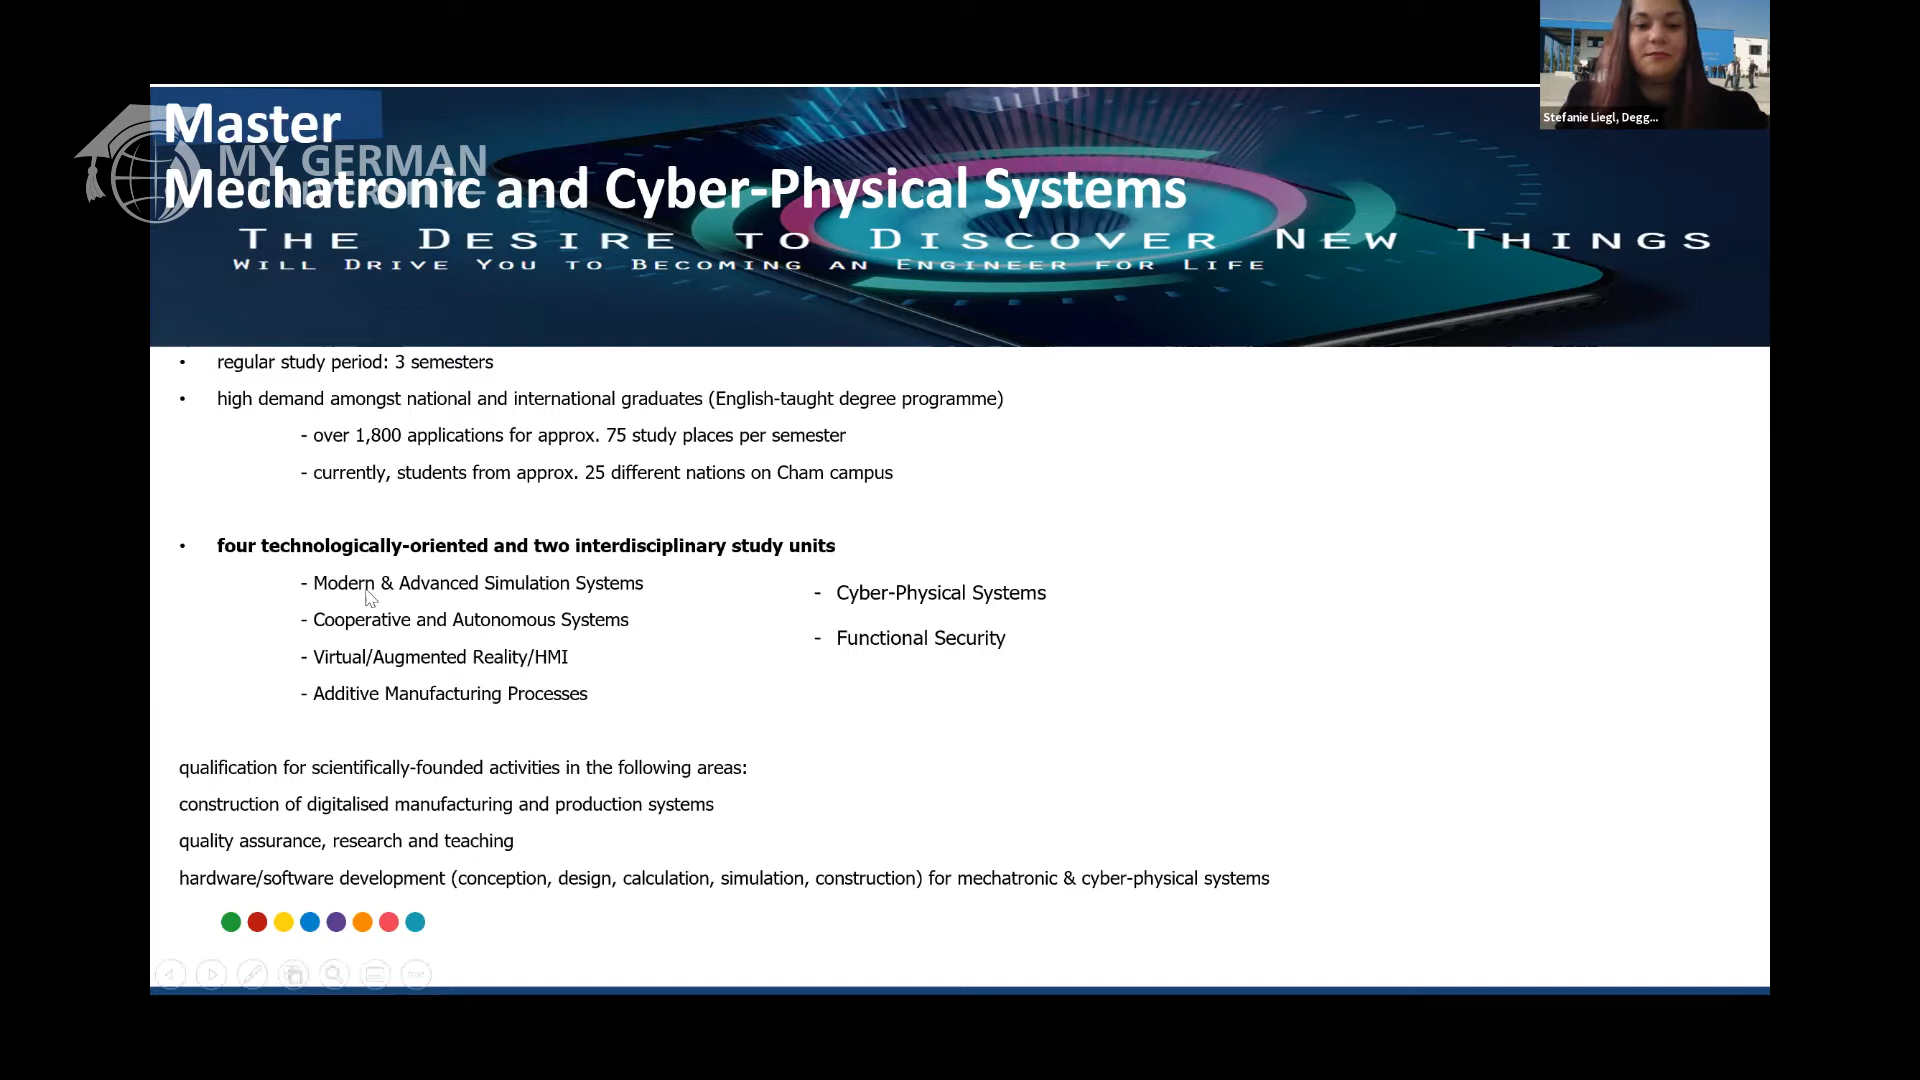 Stefanie Liegl, Degg...
Master
MY GERMAN
UNIVERSITY
Mechatronic and Cyber-Physical Systems
THE DESIRE TO DISCOVER NEW THINGS
WILL DRIVE YOU TO BECOMING AN ENGINEER FOR LIFE
• regular study period: 3 semesters
• high demand amongst national and international graduates (English-taught degree programme)
- over 1,800 applications for approx. 75 study places per semester
- currently, students from approx. 25 different nations on Cham campus
• four technologically-oriented and two interdisciplinary study units
- Modern & Advanced Simulation Systems
- Cooperative and Autonomous Systems
- Virtual/Augmented Reality/HMI
- Additive Manufacturing Processes
- Cyber-Physical Systems
- Functional Security
qualification for scientifically-founded activities in the following areas:
construction of digitalised manufacturing and production systems
quality assurance, research and teaching
hardware/software development (conception, design, calculation, simulation, construction) for mechatronic & cyber-physical systems